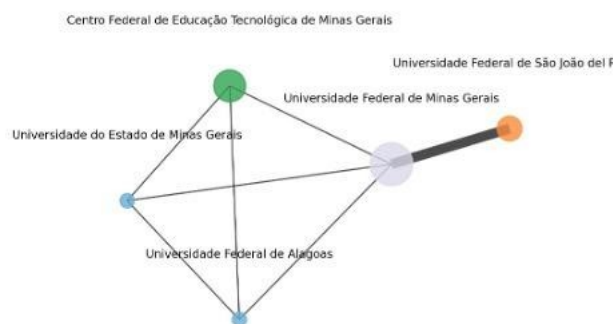 Centro Federal de Educação Tecnológica de Minas Gerais
Universidade Federal de São João del
Universidade Federal de Minas Gerais
Universidade do Estado de Minas Gerais
Universidade Federal de Alagoas